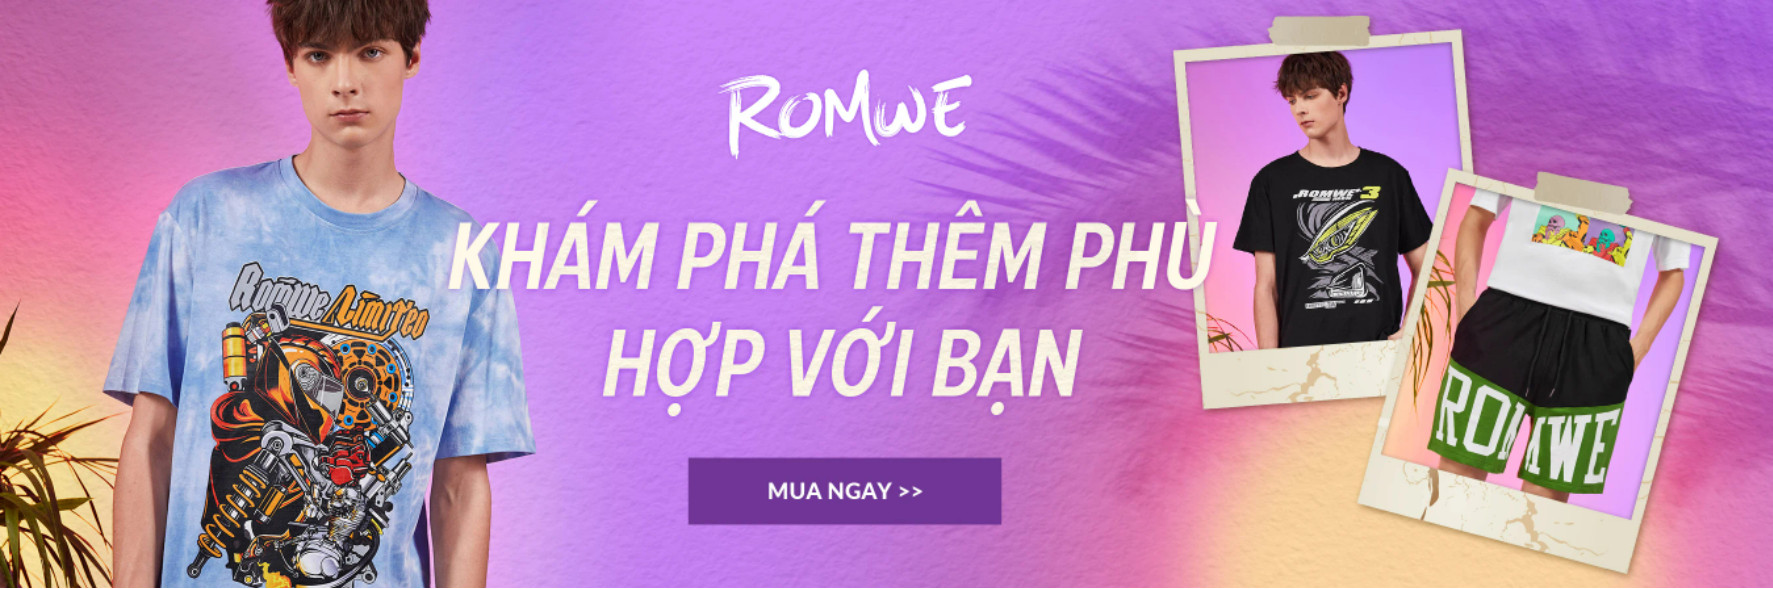 ROMWE
KHÁM PHÁ THÊM PHÙ
HỢP VỚI BẠN
MUA NGAY >>
Romwe Limited
ROMWE 3
ROMWE